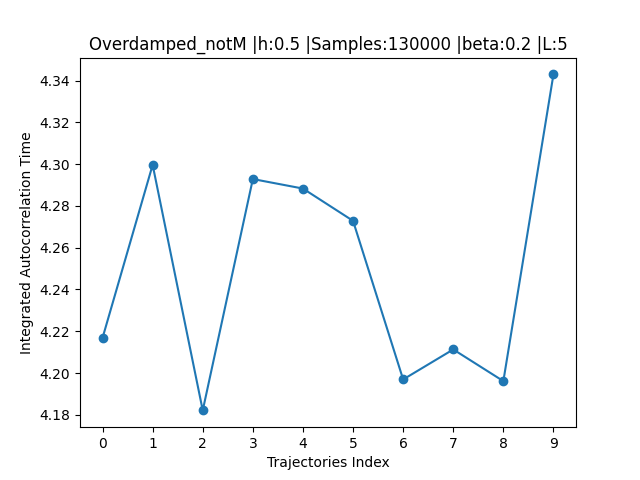 Overdamped_notM |h:0.5 |Samples:130000 |beta:0.2 |L:5
Integrated Autocorrelation Time
4.34
4.32
4.30
4.28
4.26
4.24
4.22
4.20
4.18
0 1 2 3 4 5 6 7 8 9
Trajectories Index